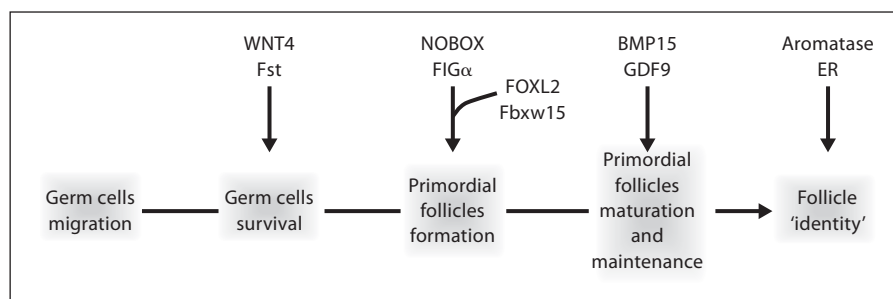 WNT4
Fst
NOBOX
FIGα
FOXL2
Fbxw15
BMP15
GDF9
Aromatase
ER
Germ cells
migration
Germ cells
survival
Primordial
follicles
formation
Primordial
follicles
maturation
and
maintenance
Follicle
‘identity’